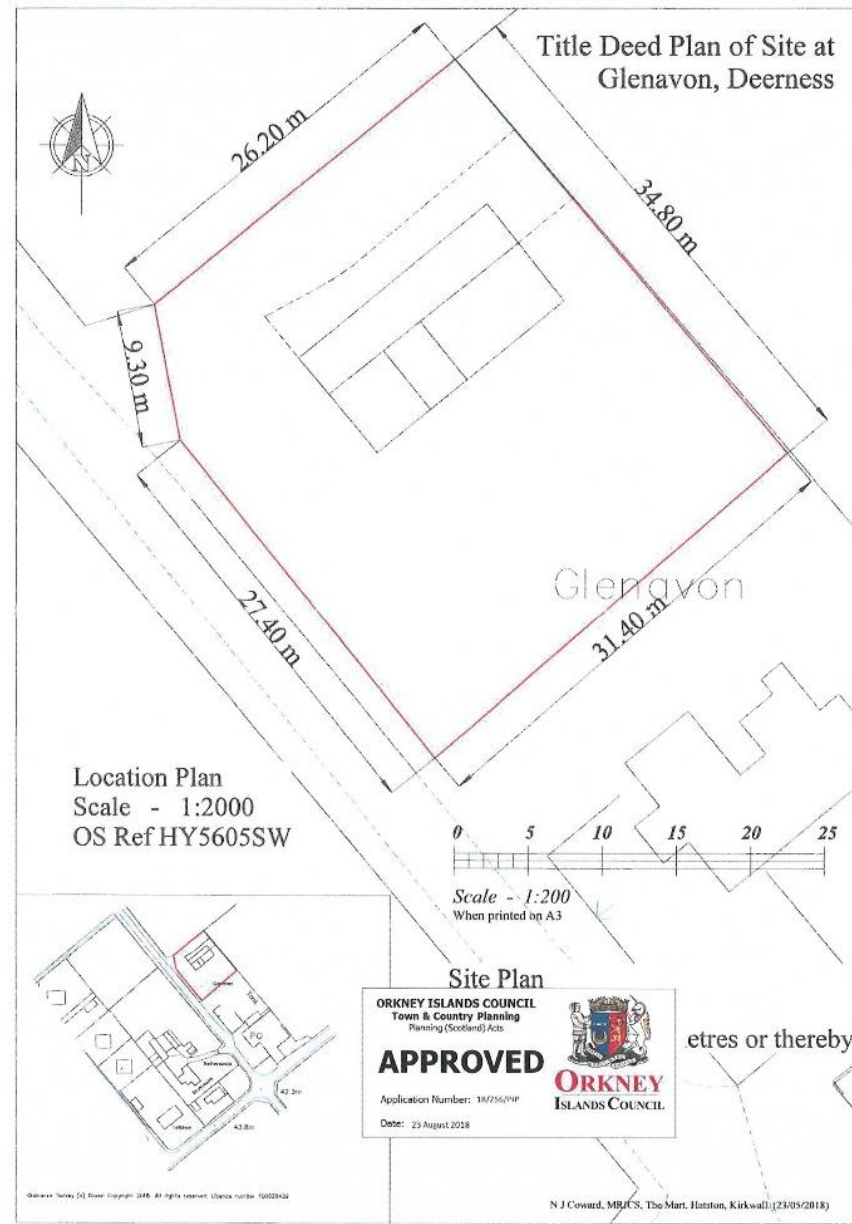 Title Deed Plan of Site at
Glenavon, Deerness
N
26.20 m
34.80 m
9.30 m
27.40 m
Glenavon
31.40 m
Location Plan
Scale - 1:2000
OS Ref HY5605SW
0 5 10 15 20 25
Scale - 1:200
When printed on A3
Site Plan
etres or thereby
ORKNEY ISLANDS COUNCIL
Town & Country Planning
Planning (Scotland) Acts
APPROVED
Application Number: 18/256/PIP
Date: 23 August 2018
ORKNEY
ISLANDS COUNCIL
PO
43.8m
N J Coward, MRICS, The Mart, Hatston, Kirkwall. (23/05/2018)